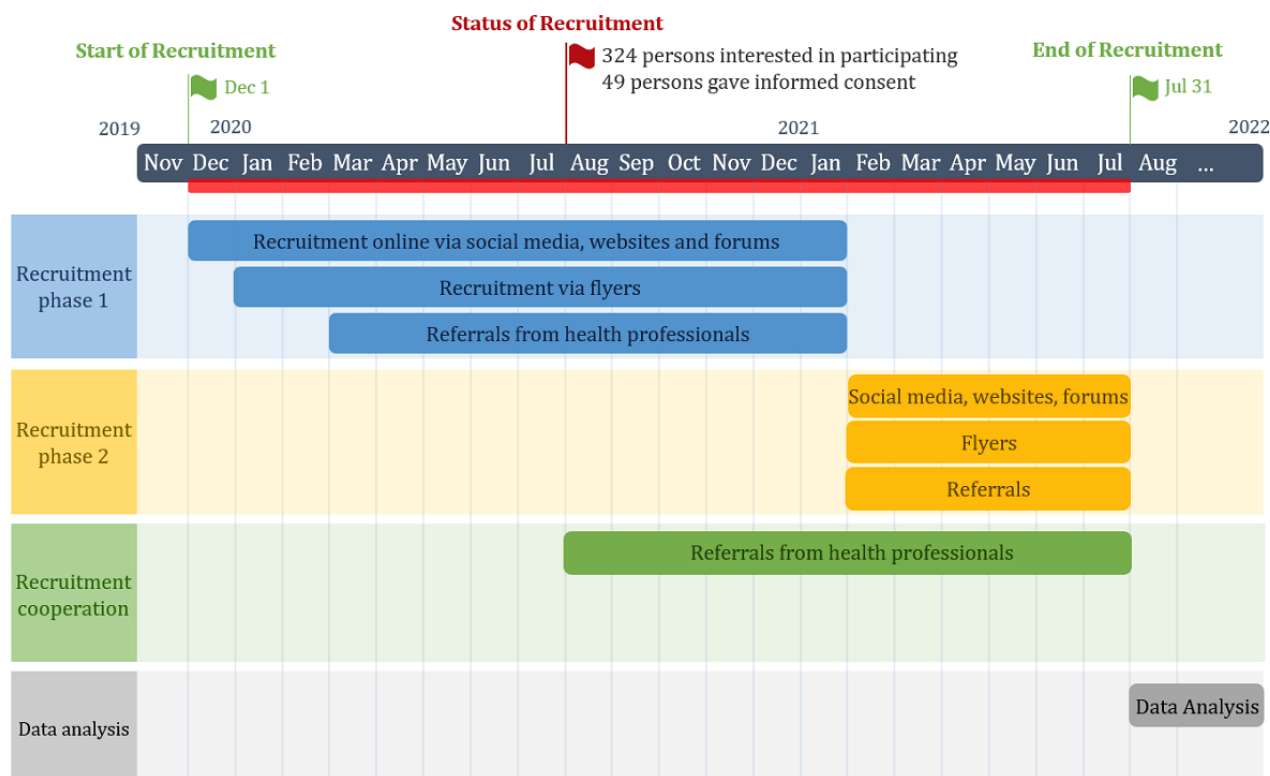 Status of Recruitment
Start of Recruitment
324 persons interested in participating
End of Recruitment
49 persons gave informed consent
Dec 1
Jul 31
2019
2020
2021
2022
Nov Dec Jan Feb Mar Apr May Jun Jul Aug Sep Oct Nov Dec Jan Feb Mar Apr May Jun Jul Aug ...
Recruitment phase 1
Recruitment online via social media, websites and forums
Recruitment via flyers
Referrals from health professionals
Recruitment phase 2
Social media, websites, forums
Flyers
Referrals
Recruitment cooperation
Referrals from health professionals
Data analysis
Data Analysis